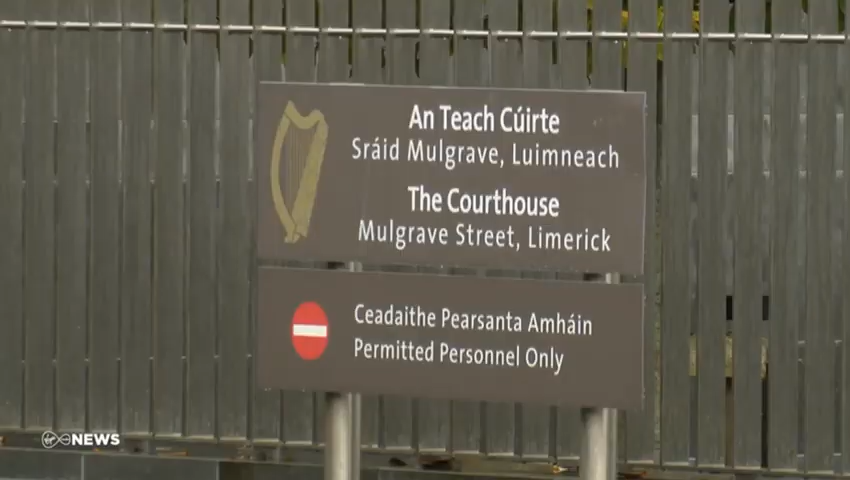 An Teach Cúirte
Sráid Mulgrave, Luimneach
The Courthouse
Mulgrave Street, Limerick
Ceadaithe Pearsanta Amháin
Permitted Personnel Only
NEWS